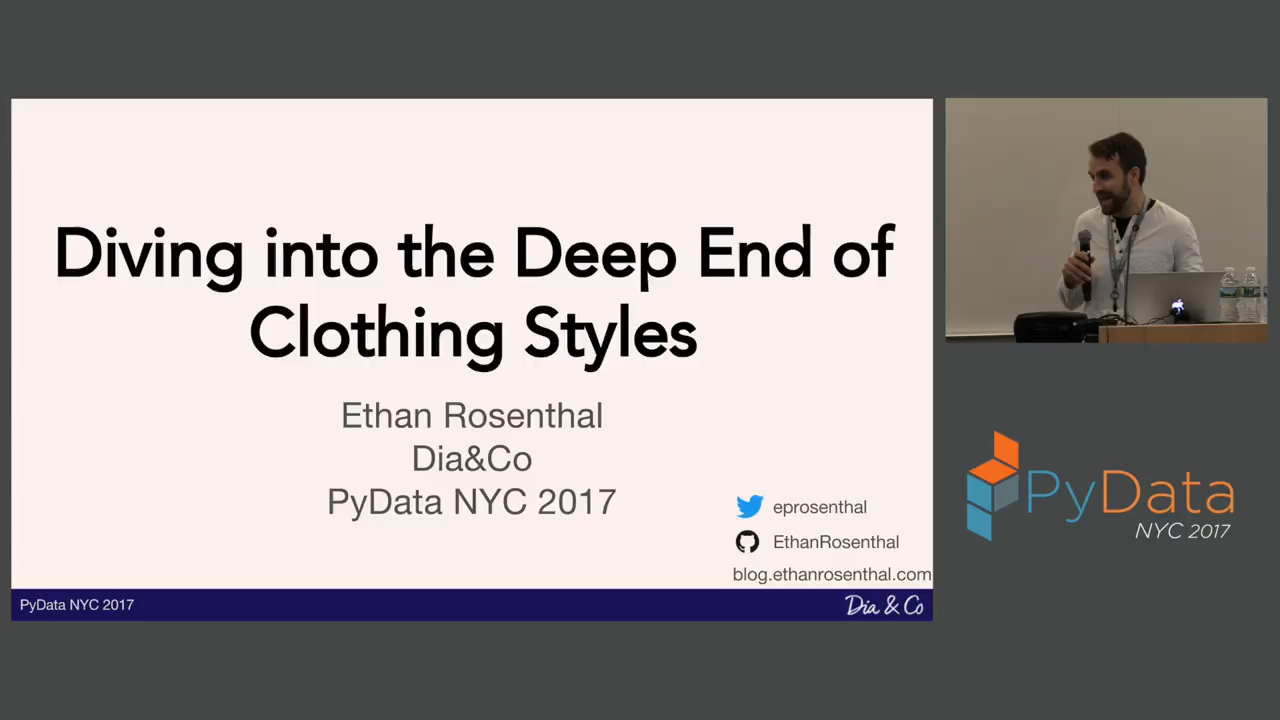 Diving into the Deep End of
Clothing Styles
Ethan Rosenthal
Dia&Co
PyData NYC 2017
eprosenthal
EthanRosenthal
blog.ethanrosenthal.com
PyData NYC 2017
Dia & Co
PyData
NYC 2017